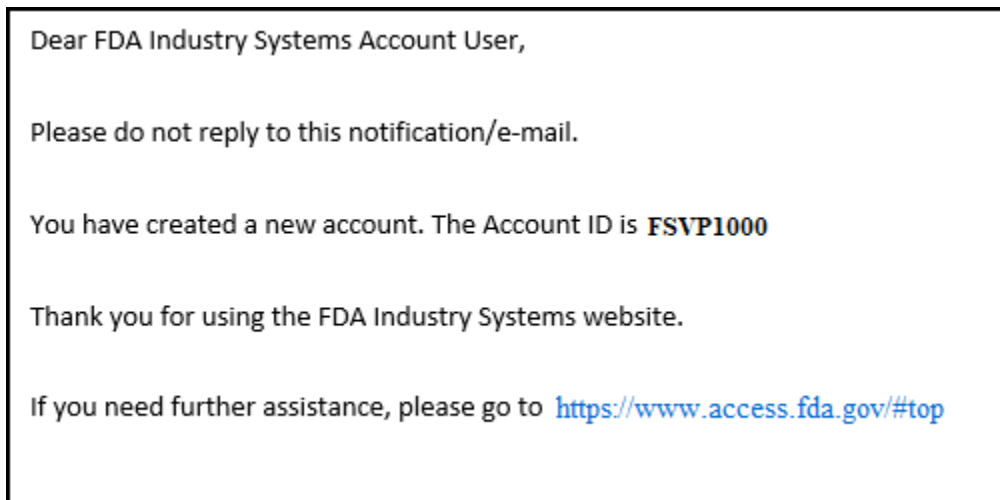 Dear FDA Industry Systems Account User,
Please do not reply to this notification/e-mail.
You have created a new account. The Account ID is FSVP1000
Thank you for using the FDA Industry Systems website.
If you need further assistance, please go to https://www.access.fda.gov/#top